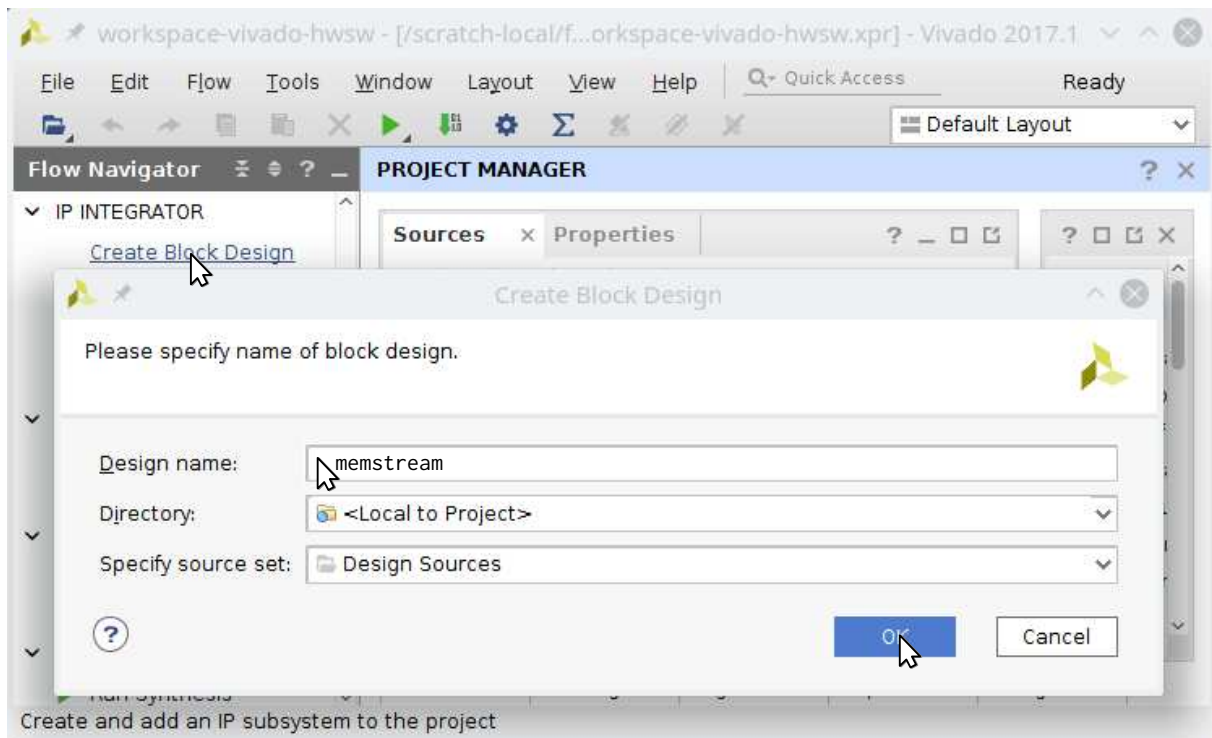 workspace-vivado-hwsw - [/scratch-local/f...orkspace-vivado-hwsw.xpr] - Vivado 2017.1
File Edit Flow Tools Window Layout View Help Quick Access Ready
Default Layout
Flow Navigator ? PROJECT MANAGER ?
IP INTEGRATOR
Sources Properties ? ?
Create Block Design
Create Block Design
Please specify name of block design.
Design name: memstream
Directory: <Local to Project>
Specify source set: Design Sources
? OK Cancel
Run Synthesis
Create and add an IP subsystem to the project